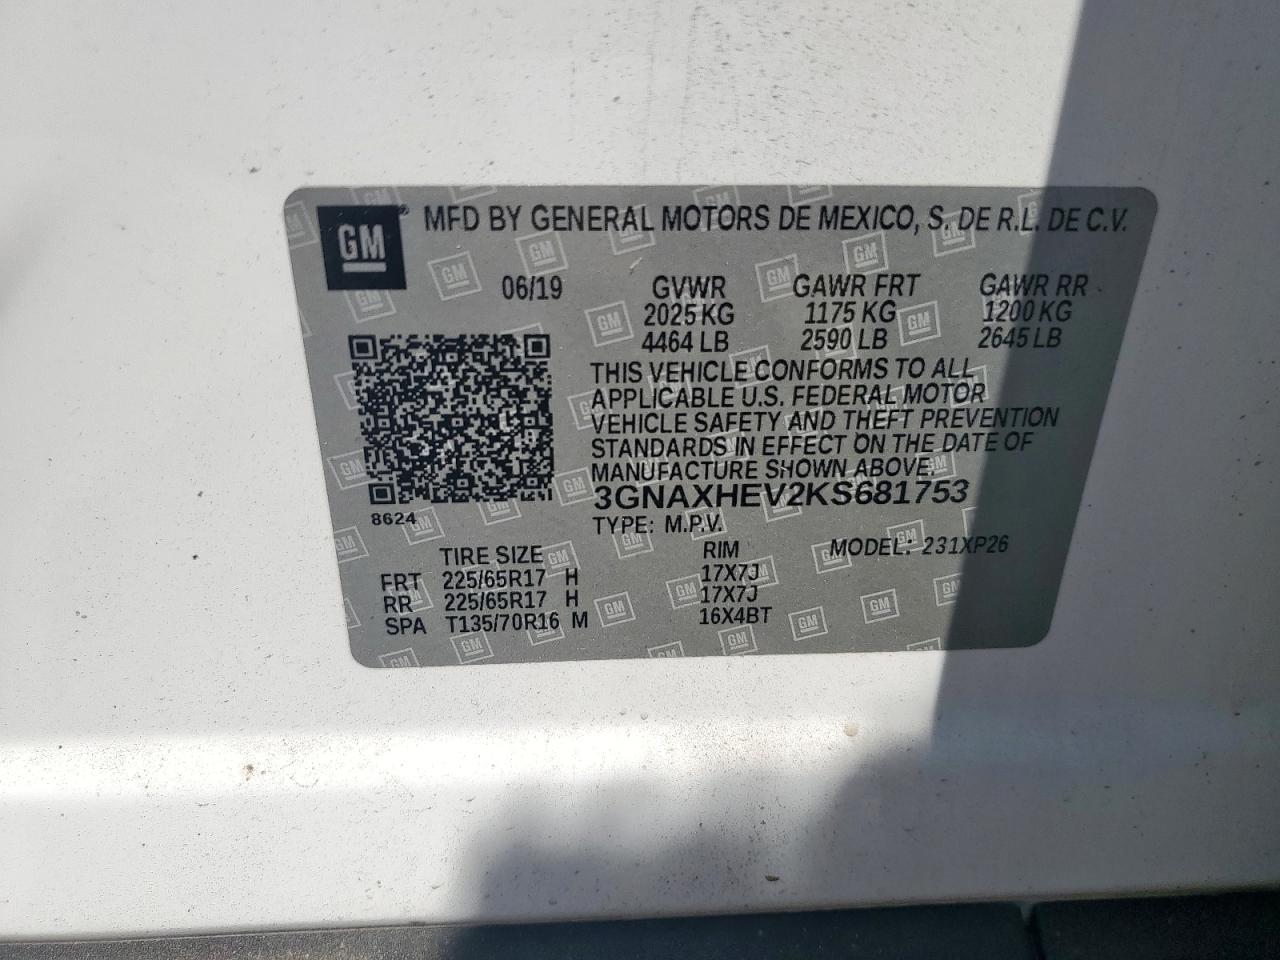 GM® MFD BY GENERAL MOTORS DE MEXICO, S. DE R.L. DE C.V.
06/19 GVWR GAWR FRT GAWR RR
2025 KG 1175 KG 1200 KG
4464 LB 2590 LB 2645 LB
THIS VEHICLE CONFORMS TO ALL
APPLICABLE U.S. FEDERAL MOTOR
VEHICLE SAFETY AND THEFT PREVENTION
STANDARDS IN EFFECT ON THE DATE OF
MANUFACTURE SHOWN ABOVE.
3GNAXHEV2KS681753
8624
TYPE: M.P.V. MODEL: 231XP26
TIRE SIZE RIM
FRT 225/65R17 H 17X7J
RR 225/65R17 H 17X7J
SPA T135/70R16 M 16X4BT